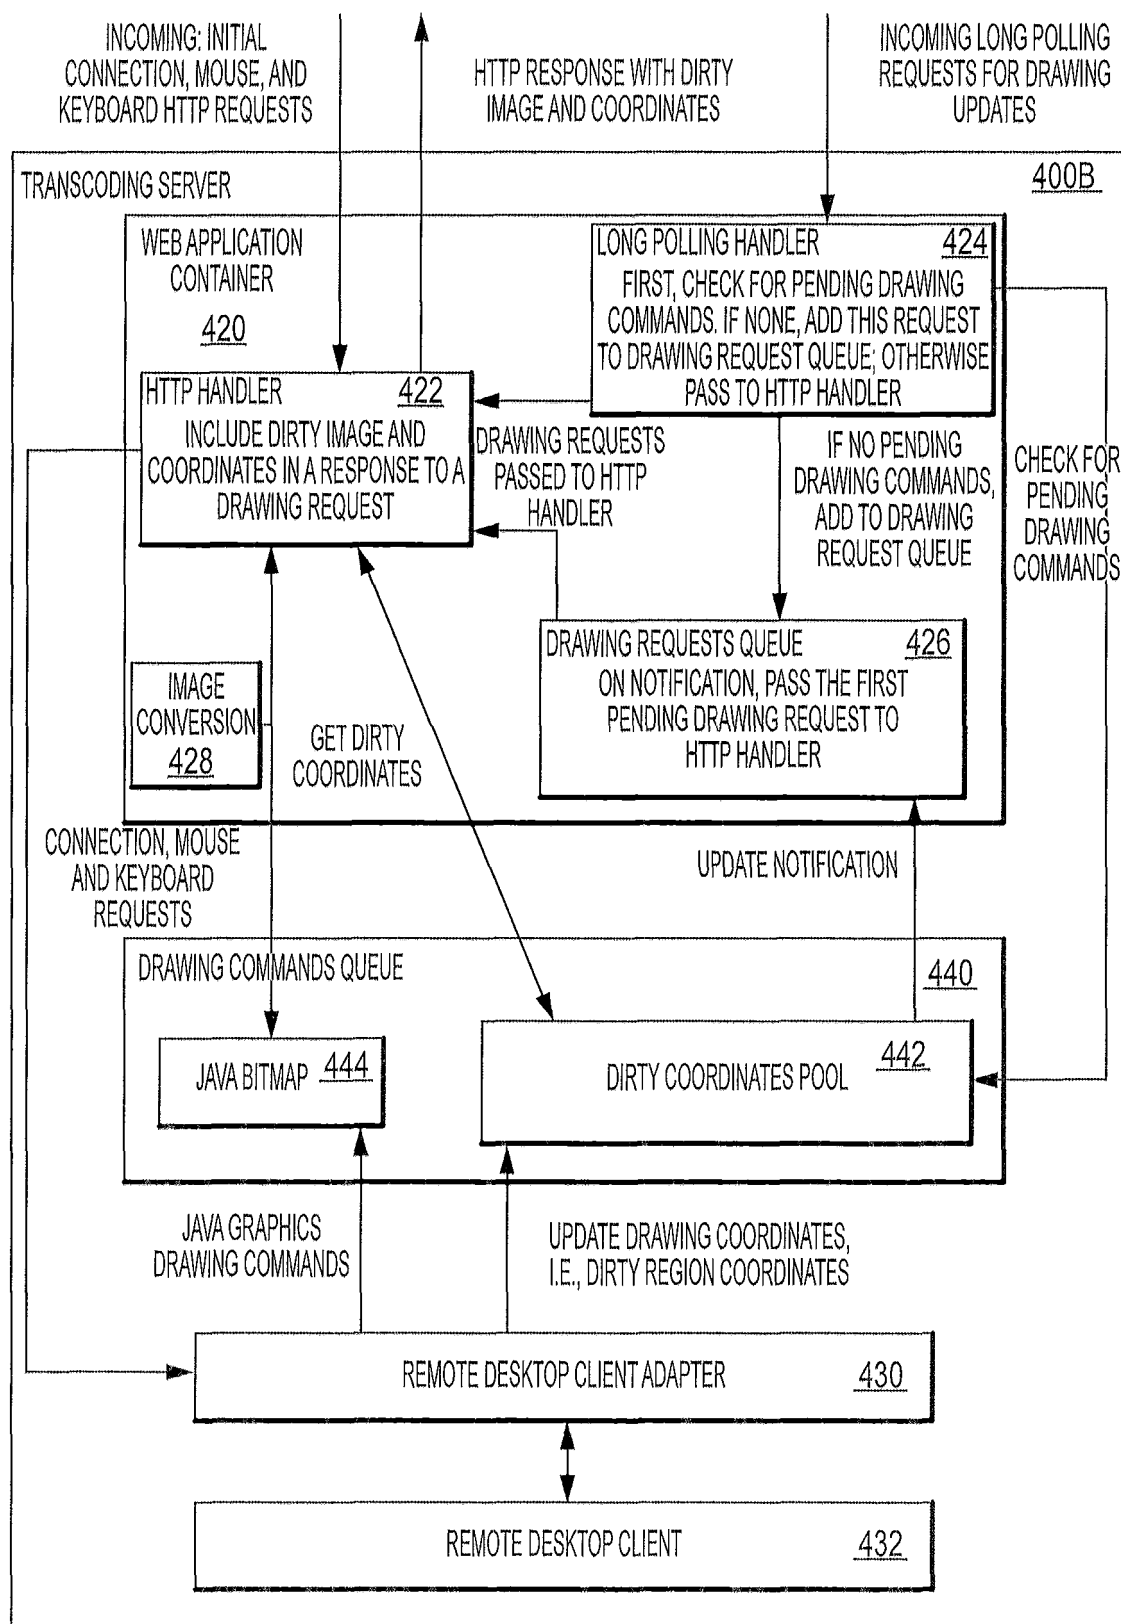 INCOMING: INITIAL
CONNECTION, MOUSE, AND
KEYBOARD HTTP REQUESTS
HTTP RESPONSE WITH DIRTY
IMAGE AND COORDINATES
INCOMING LONG POLLING
REQUESTS FOR DRAWING
UPDATES
TRANSCODING SERVER
400B
WEB APPLICATION
CONTAINER
420
LONG POLLING HANDLER
424
FIRST, CHECK FOR PENDING DRAWING
COMMANDS. IF NONE, ADD THIS REQUEST
TO DRAWING REQUEST QUEUE; OTHERWISE
PASS TO HTTP HANDLER
HTTP HANDLER
422
INCLUDE DIRTY IMAGE AND
COORDINATES IN A RESPONSE TO A
DRAWING REQUEST
DRAWING REQUESTS
PASSED TO HTTP
HANDLER
IF NO PENDING
DRAWING COMMANDS,
ADD TO DRAWING
REQUEST QUEUE
CHECK FOR
PENDING
DRAWING
COMMANDS
DRAWING REQUESTS QUEUE
426
ON NOTIFICATION, PASS THE FIRST
PENDING DRAWING REQUEST TO
HTTP HANDLER
IMAGE
CONVERSION
428
GET DIRTY
COORDINATES
CONNECTION, MOUSE
AND KEYBOARD
REQUESTS
UPDATE NOTIFICATION
DRAWING COMMANDS QUEUE
440
JAVA BITMAP
444
DIRTY COORDINATES POOL
442
JAVA GRAPHICS
DRAWING COMMANDS
UPDATE DRAWING COORDINATES,
I.E., DIRTY REGION COORDINATES
REMOTE DESKTOP CLIENT ADAPTER
430
REMOTE DESKTOP CLIENT
432